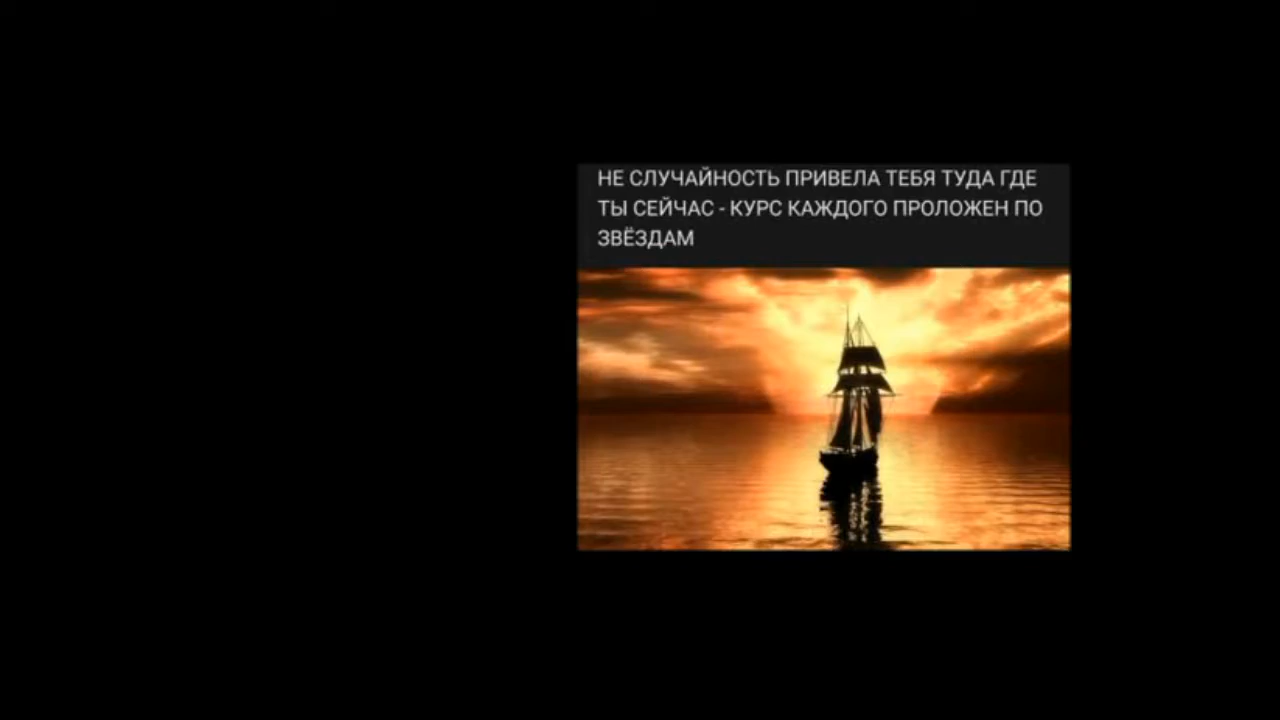 НЕ СЛУЧАЙНОСТЬ ПРИВЕЛА ТЕБЯ ТУДА ГДЕ
ТЫ СЕЙЧАС - КУРС КАЖДОГО ПРОЛОЖЕН ПО
ЗВЁЗДАМ